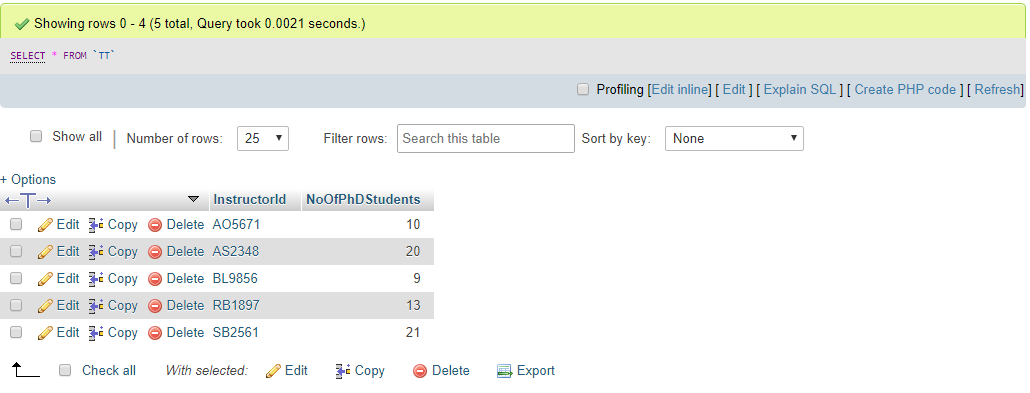 Showing rows 0 - 4 (5 total, Query took 0.0021 seconds.)
SELECT * FROM `TT`
Profiling [Edit inline] [ Edit ] [ Explain SQL ] [ Create PHP code ] [ Refresh]
Show all | Number of rows: 25 Filter rows: Search this table Sort by key: None
+ Options
←T→ InstructorId NoOfPhDStudents
Edit Copy Delete AO5671 10
Edit Copy Delete AS2348 20
Edit Copy Delete BL9856 9
Edit Copy Delete RB1897 13
Edit Copy Delete SB2561 21
Check all With selected: Edit Copy Delete Export